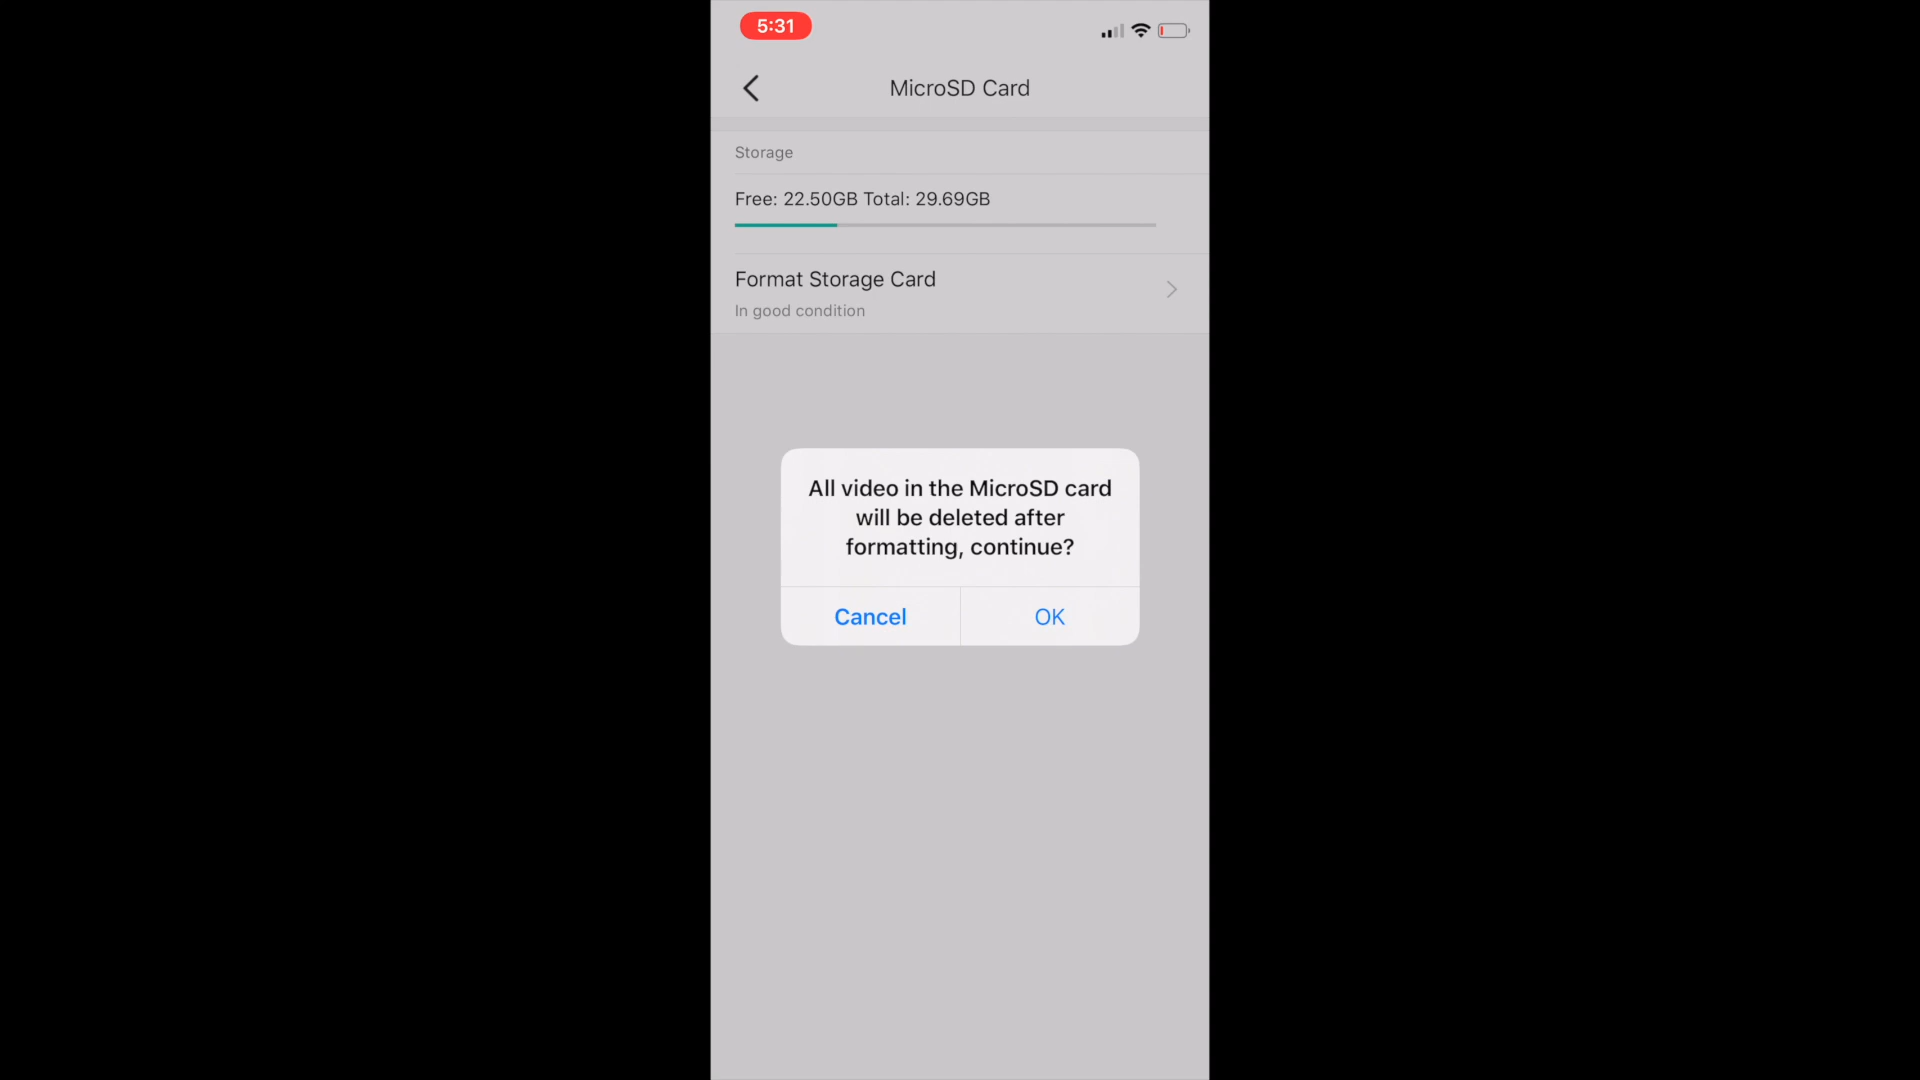 5:31
MicroSD Card
Storage
Free: 22.50GB Total: 29.69GB
Format Storage Card
In good condition
All video in the MicroSD card
will be deleted after
formatting, continue?
Cancel
OK